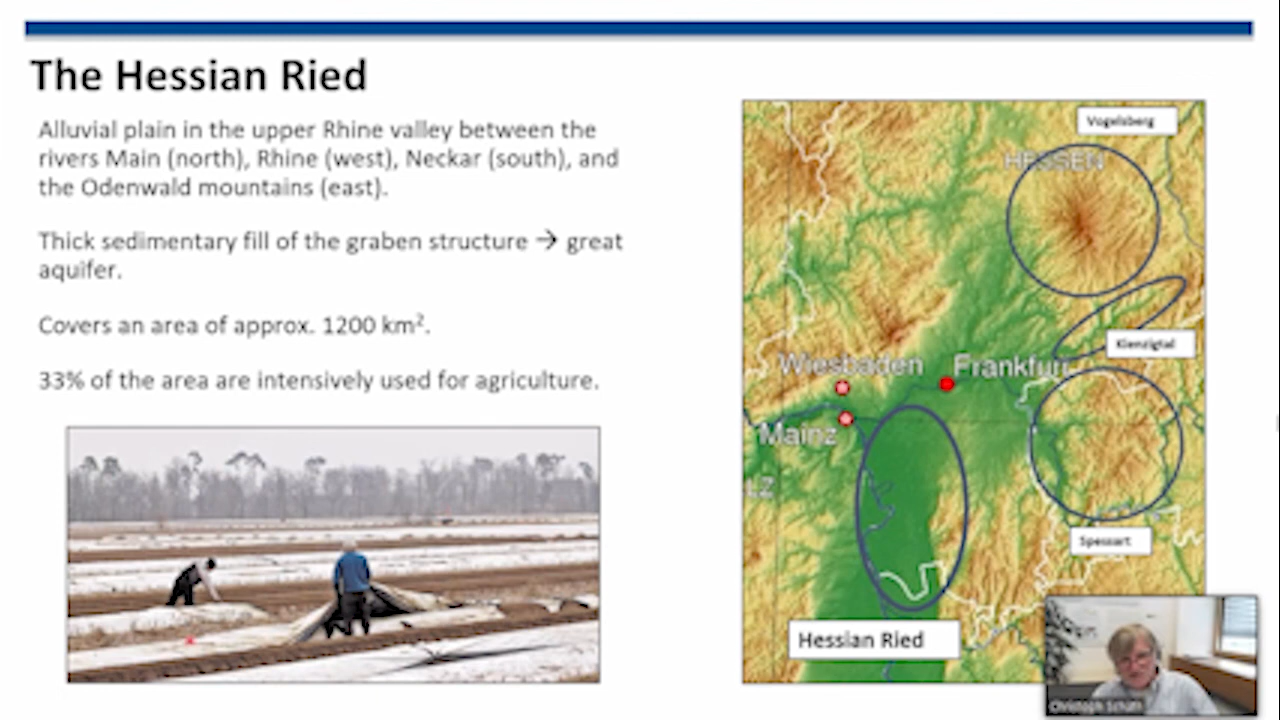 The Hessian Ried
Alluvial plain in the upper Rhine valley between the
rivers Main (north), Rhine (west), Neckar (south), and
the Odenwald mountains (east).
Thick sedimentary fill of the graben structure → great
aquifer.
Covers an area of approx. 1200 km².
33% of the area are intensively used for agriculture.
Vogelsberg
HESSEN
Kienzigtal
Wiesbaden
Frankfurt
Mainz
LZ
Spessart
Hessian Ried
Christoph